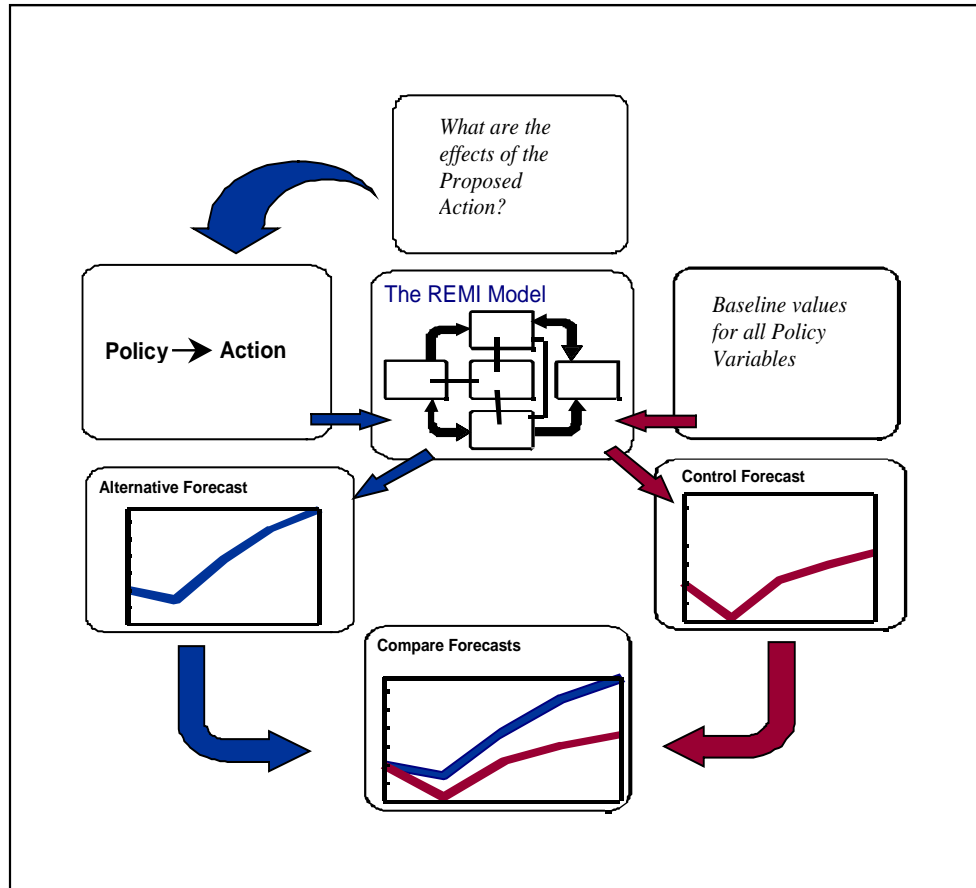 What are the
effects of the
Proposed
Action?
Policy → Action
The REMI Model
Baseline values
for all Policy
Variables
Alternative Forecast
Control Forecast
Compare Forecasts